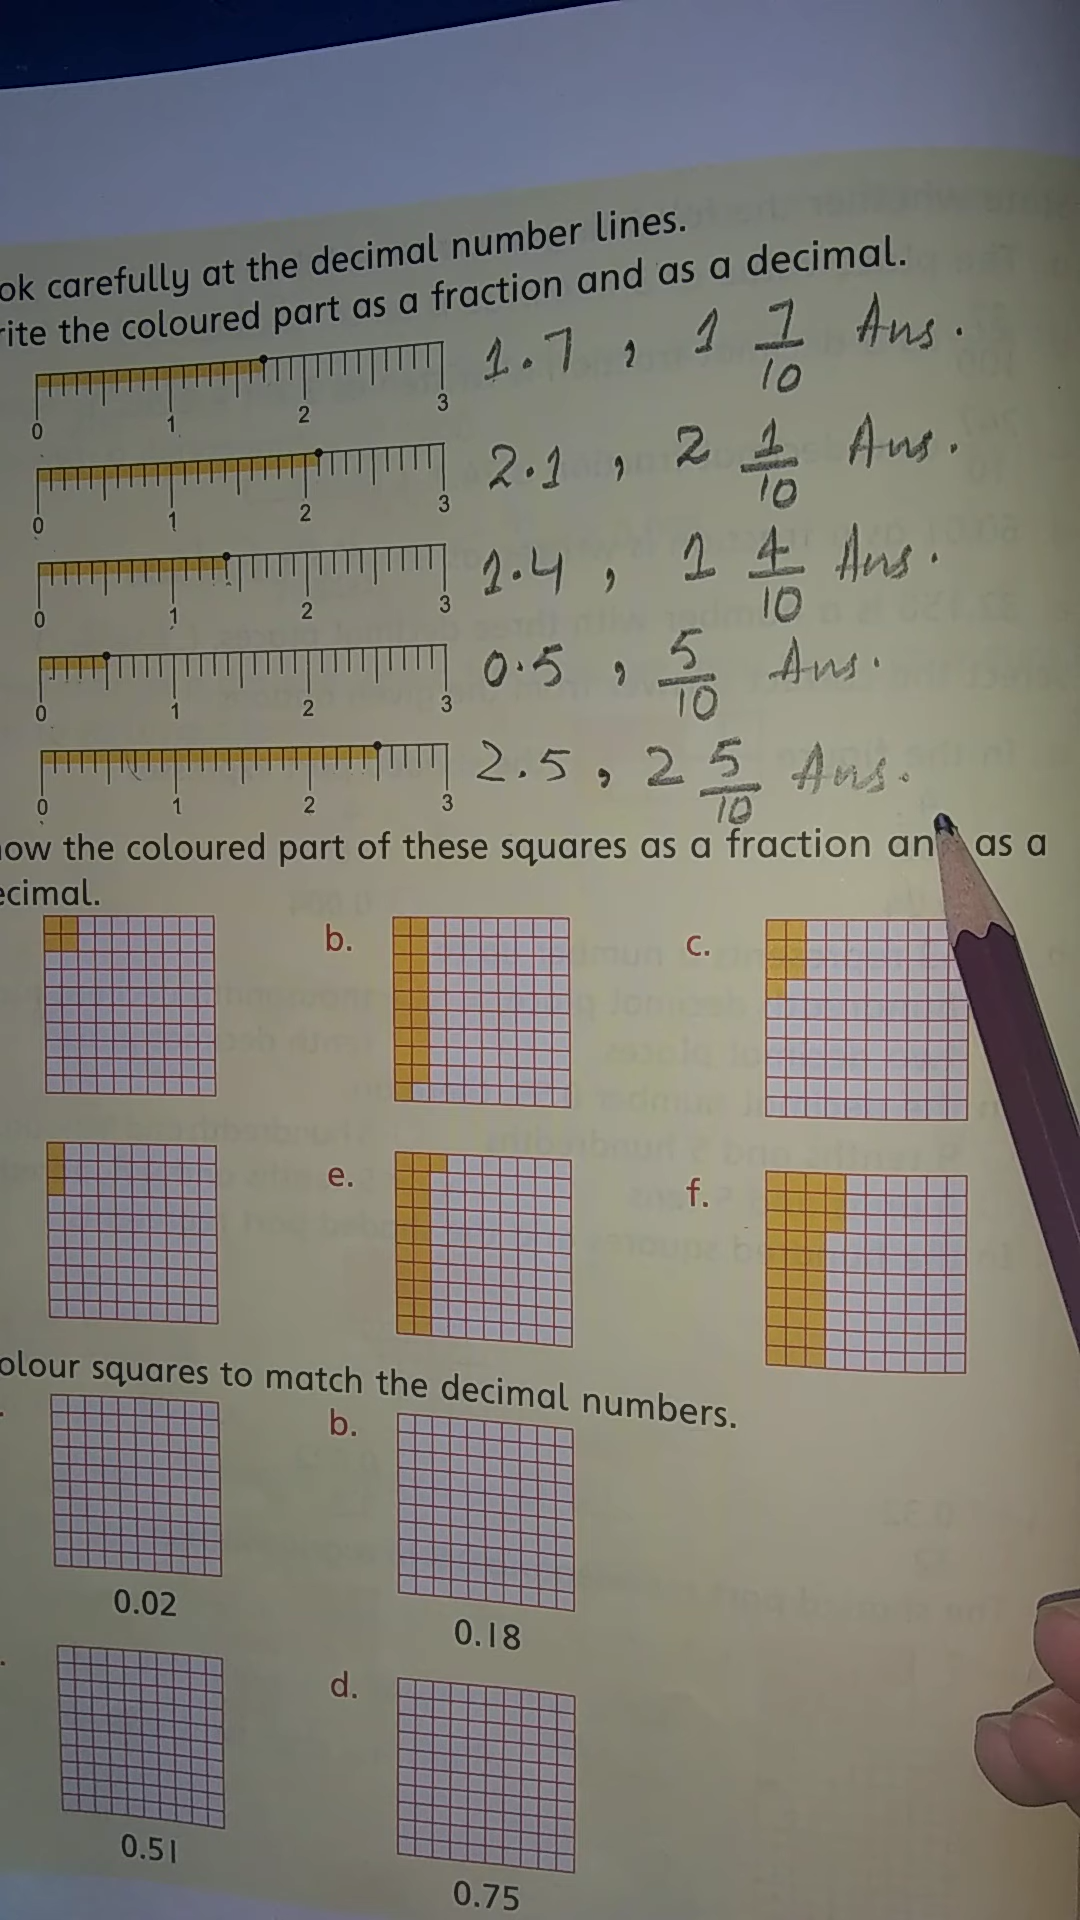 ok carefully at the decimal number lines.
rite the coloured part as a fraction and as a decimal.
0 1 2 3 1.7 , 1 7/10 Ans.
0 1 2 3 2.1 , 2 1/10 Ans.
0 1 2 3 1.4 , 1 4/10 Ans.
0 1 2 3 0.5 , 5/10 Ans.
0 1 2 3 2.5 , 2 5/10 Ans.
ow the coloured part of these squares as a fraction an as a
ecimal.
b. c.
e. f.
olour squares to match the decimal numbers.
b.
0.02 0.18
d.
0.51 0.75